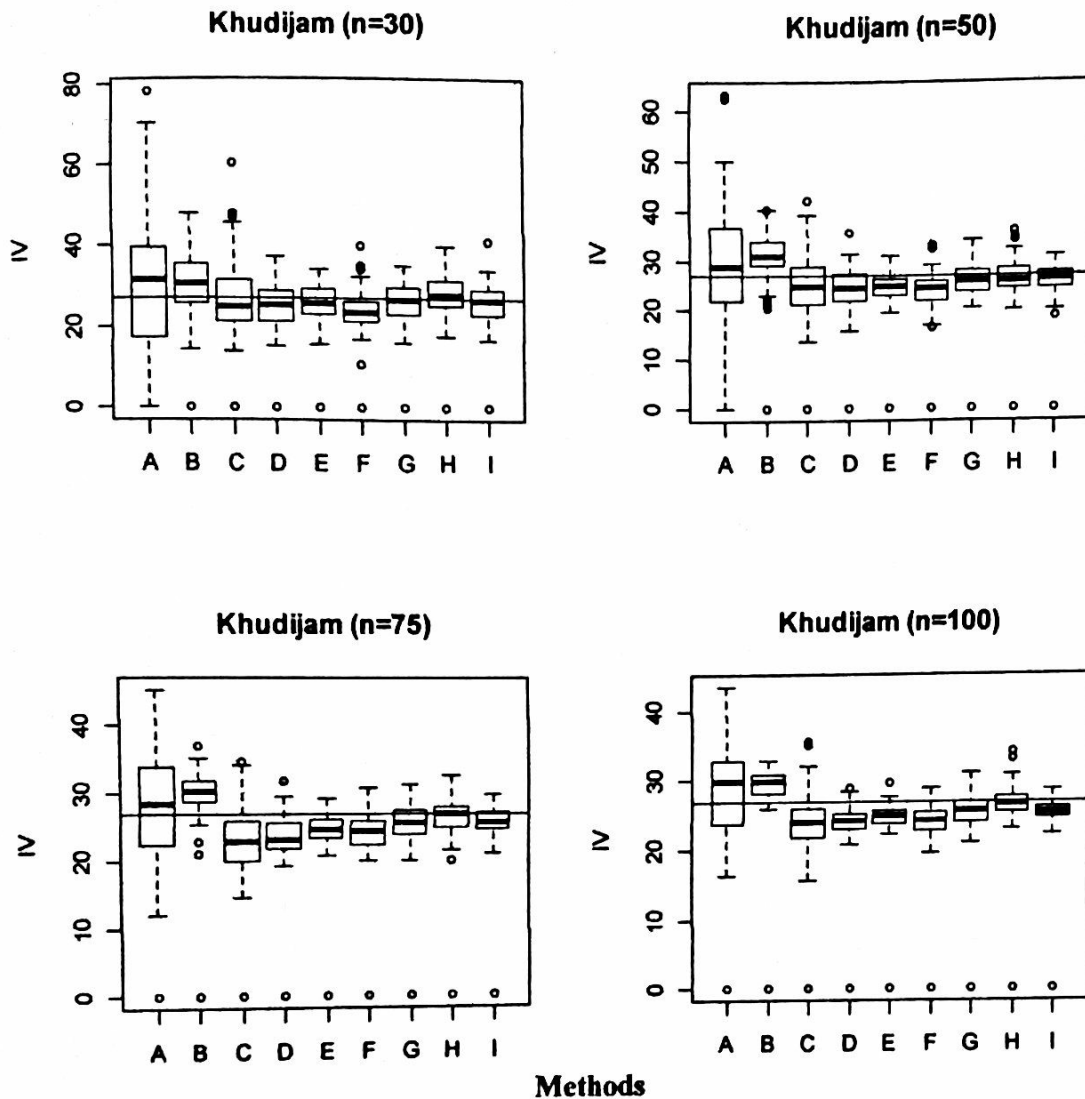 Khudijam (n=30)
80
60
40
20
0
IV
A B C D E F G H I
Khudijam (n=50)
60
50
40
30
20
10
0
IV
A B C D E F G H I
Khudijam (n=75)
40
30
20
10
0
IV
A B C D E F G H I
Khudijam (n=100)
40
30
20
10
0
IV
A B C D E F G H I
Methods